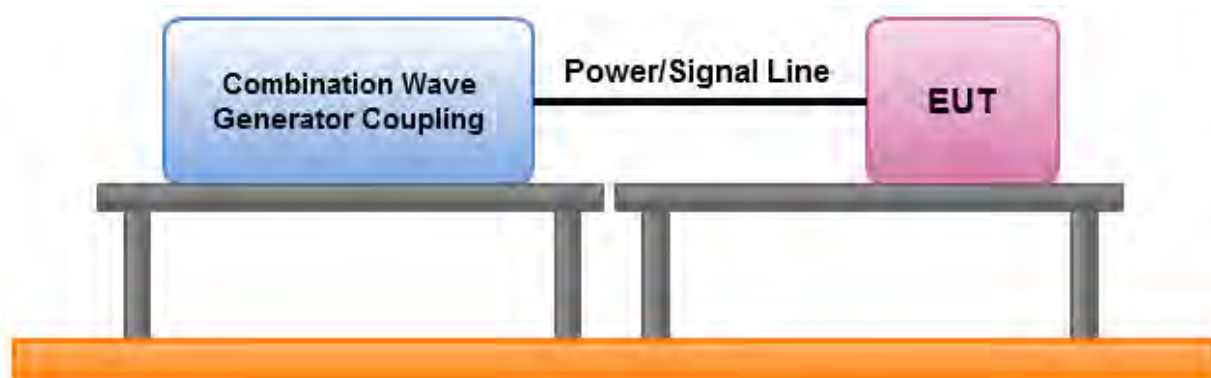 Combination Wave
Generator Coupling
Power/Signal Line
EUT